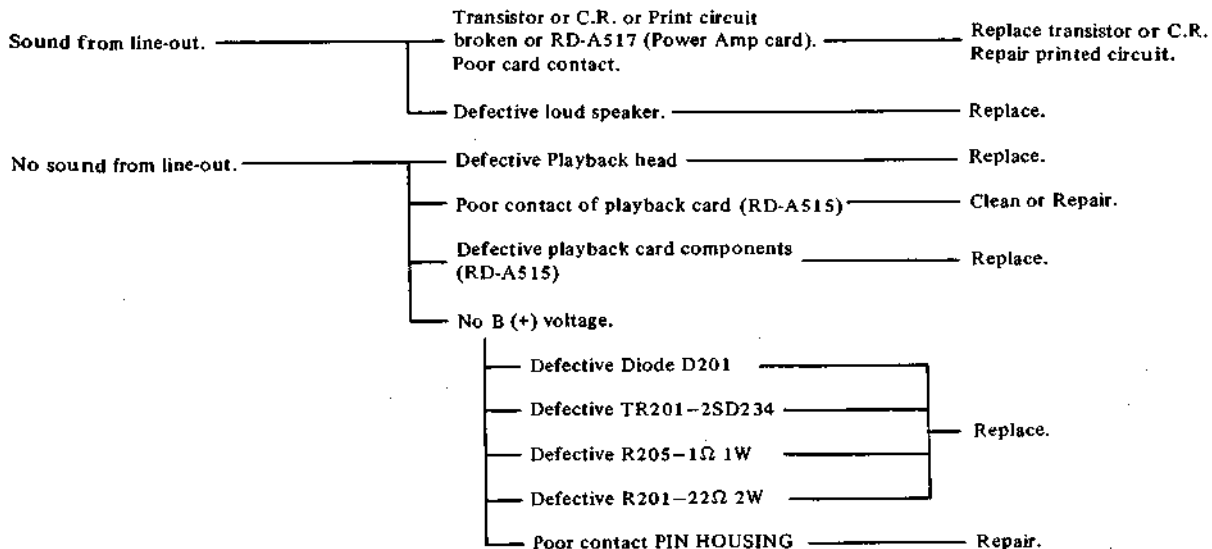 Sound from line-out.
Transistor or C.R. or Print circuit
broken or RD-A517 (Power Amp card).
Poor card contact.
Replace transistor or C.R.
Repair printed circuit.
Defective loud speaker.
Replace.
No sound from line-out.
Defective Playback head
Replace.
Poor contact of playback card (RD-A515)
Clean or Repair.
Defective playback card components
(RD-A515)
Replace.
No B (+) voltage.
Defective Diode D201
Defective TR201-2SD234
Replace.
Defective R205-1Ω 1W
Defective R201-22Ω 2W
Poor contact PIN HOUSING
Repair.